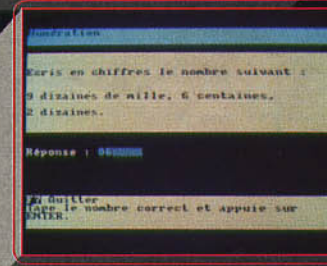 Numération
Ecris en chiffres le nombre suivant :
9 dizaines de mille, 6 centaines,
2 dizaines.
Réponse :
Quitter
Tape le nombre correct et appuie sur
ENTER.